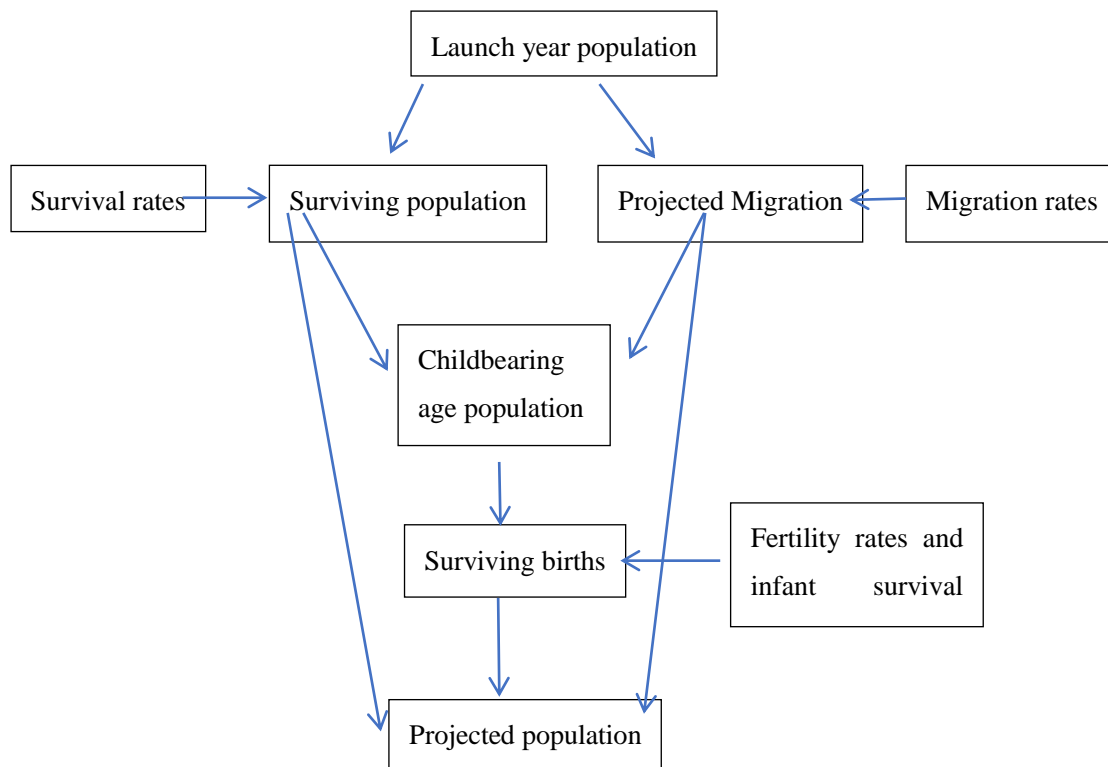 Launch year population
Survival rates
Surviving population
Projected Migration
Migration rates
Childbearing
age population
Surviving births
Fertility rates and
infant survival
Projected population